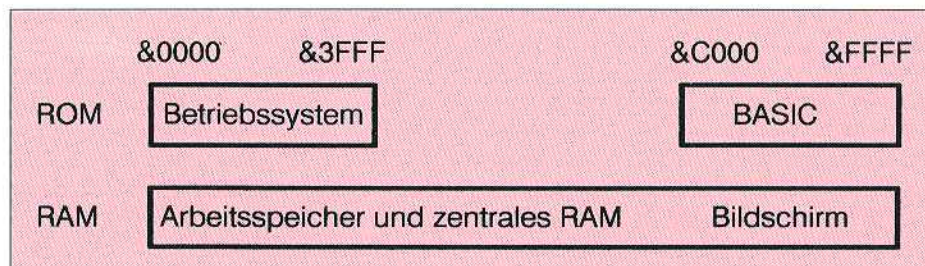 &0000 &3FFF &C000 &FFFF
ROM Betriebssystem BASIC
RAM Arbeitsspeicher und zentrales RAM Bildschirm